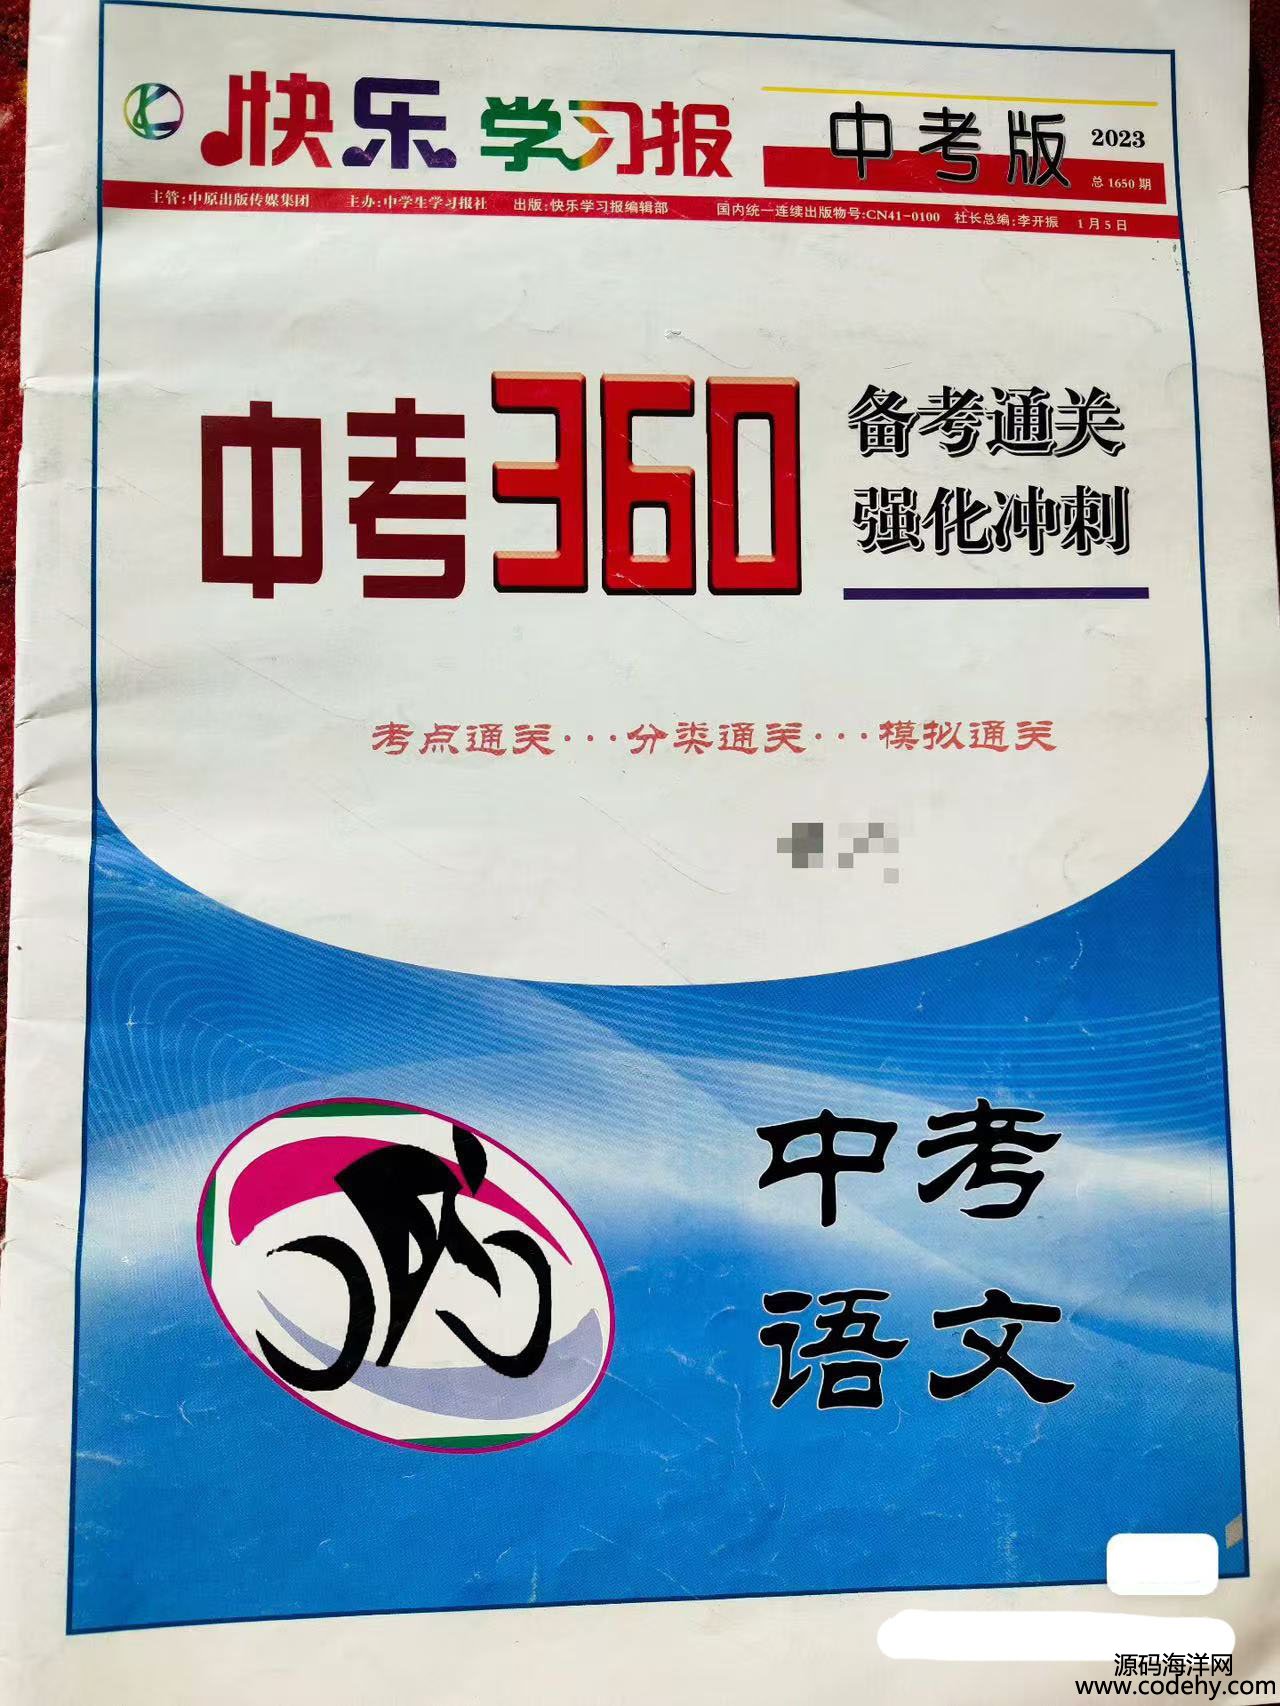 快乐学习报 中考版 2023
总 1650 期
主管:中原出版传媒集团 主办:中学生学习报社 出版:快乐学习报编辑部 国内统一连续出版物号:CN41-0100 社长总编:李开振 1月5日
中考360
备考通关
强化冲刺
考点通关···分类通关···模拟通关
中考
语文
源码海洋网
www.codehy.com